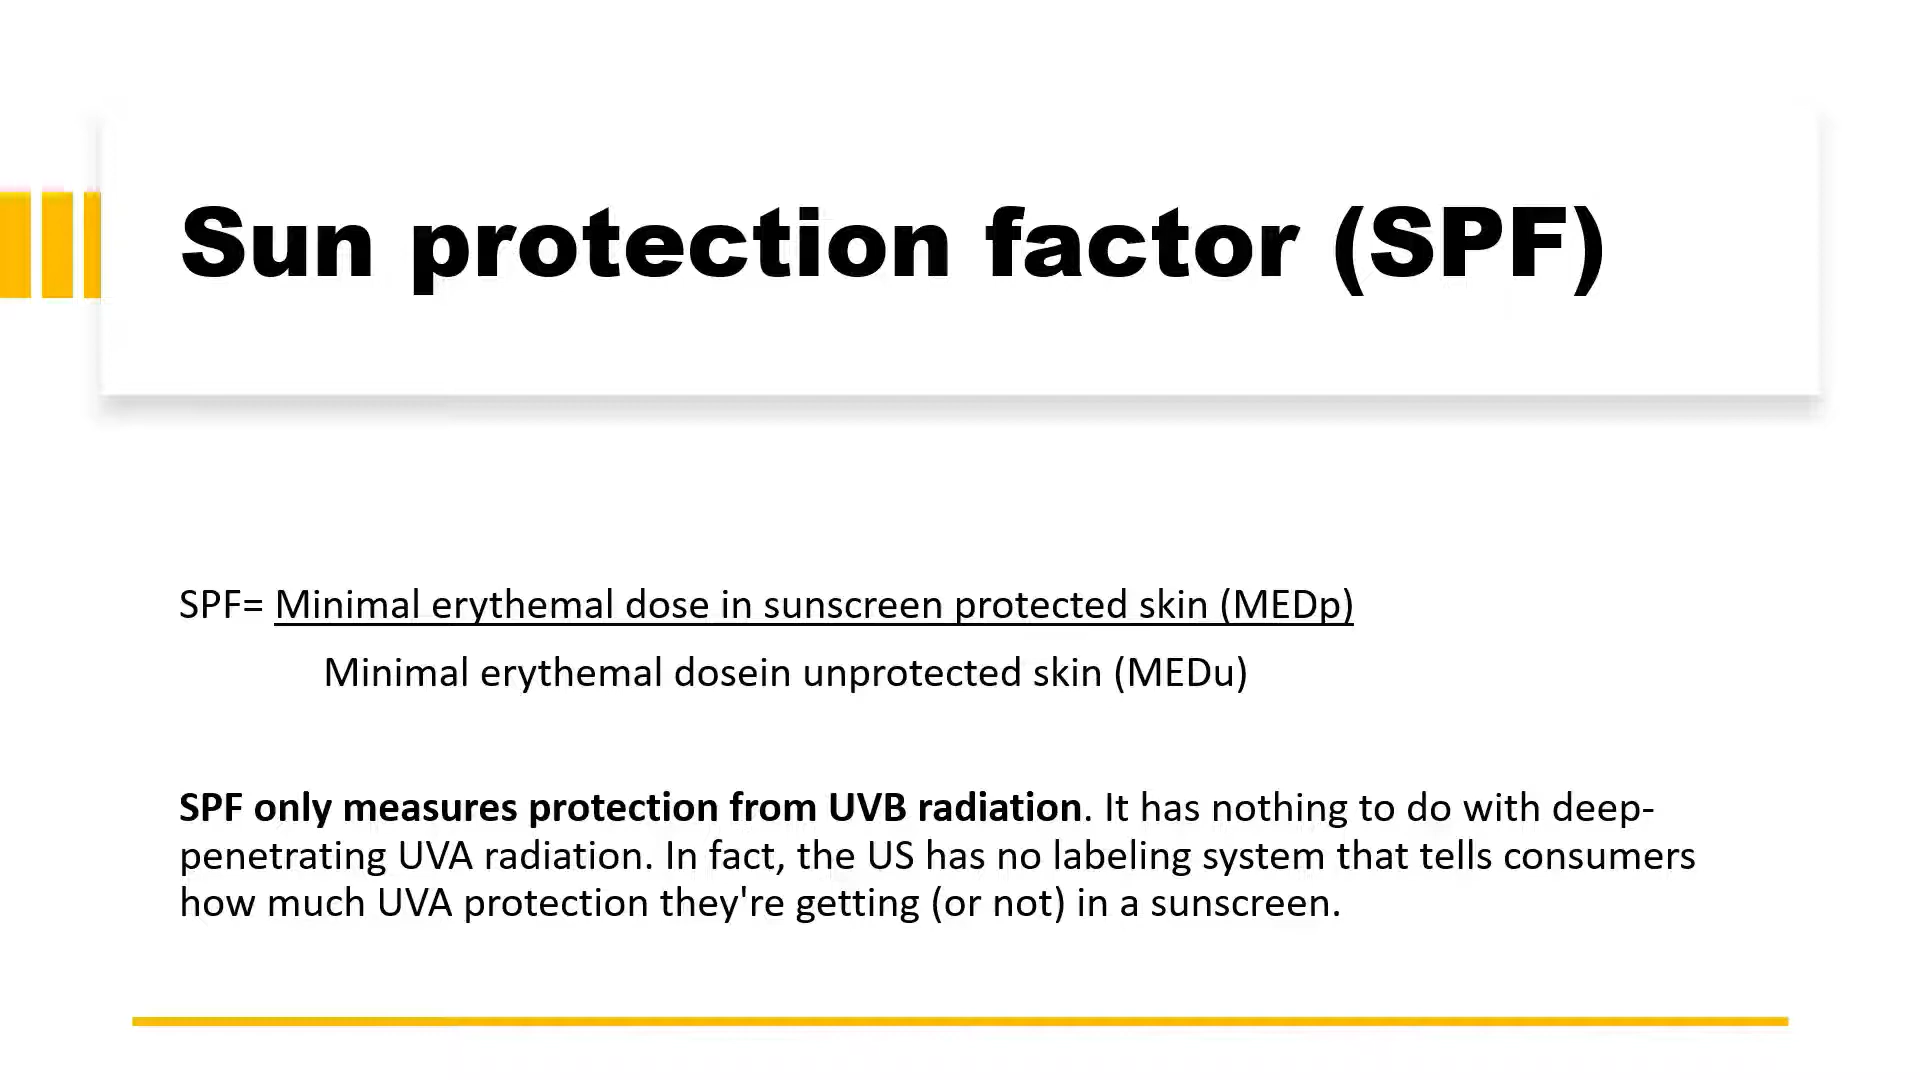 Sun protection factor (SPF)
SPF= Minimal erythemal dose in sunscreen protected skin (MEDp)
Minimal erythemal dosein unprotected skin (MEDu)
SPF only measures protection from UVB radiation. It has nothing to do with deep-
penetrating UVA radiation. In fact, the US has no labeling system that tells consumers
how much UVA protection they're getting (or not) in a sunscreen.